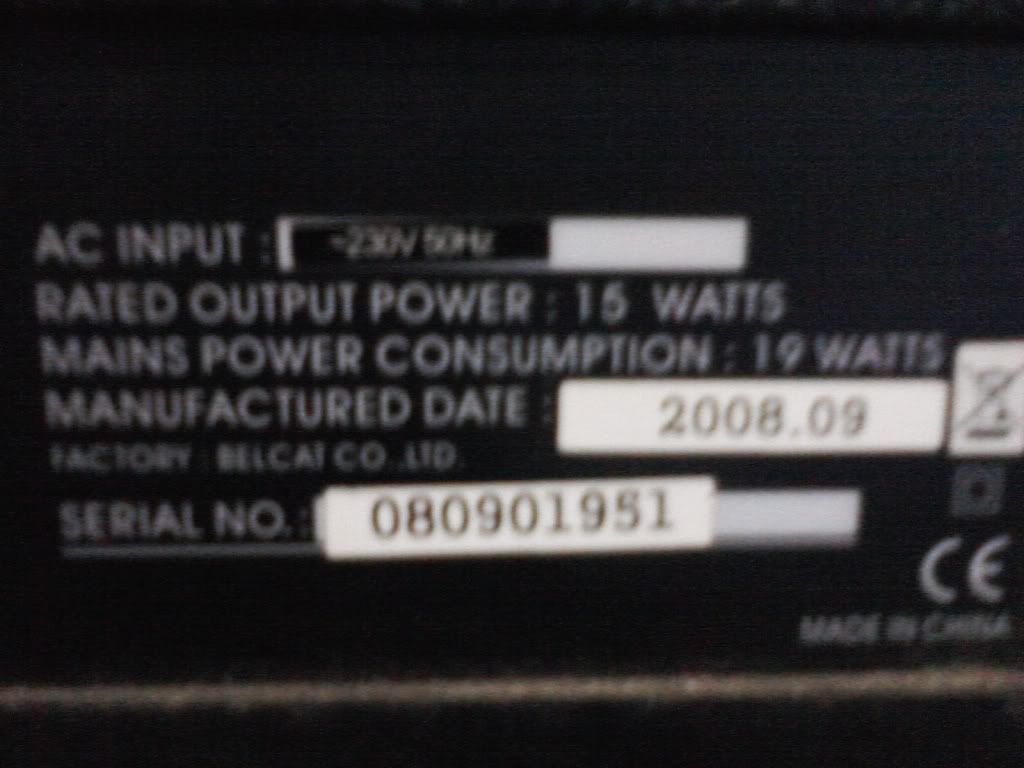 AC INPUT : ~230V 50Hz
RATED OUTPUT POWER : 15 WATTS
MAINS POWER CONSUMPTION : 19 WATTS
MANUFACTURED DATE : 2008.09
FACTORY : BELCAT CO.,LTD.
SERIAL NO. : 080901951
CE
MADE IN CHINA